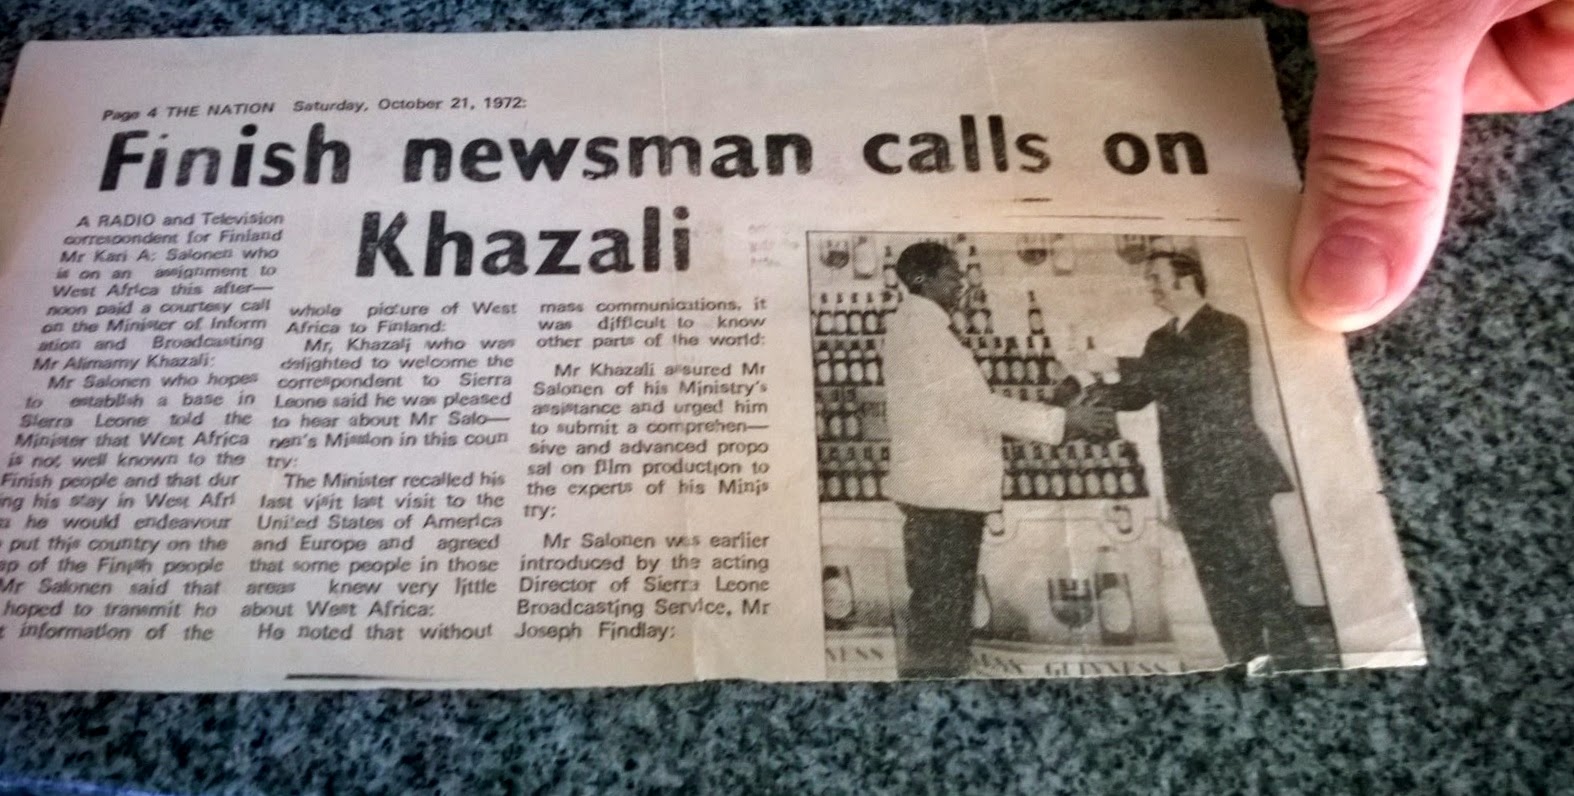 Page 4 THE NATION Saturday, October 21, 1972:
Finish newsman calls on
Khazali
A RADIO and Television
correspondent for Finland
Mr Kari A: Salonen who
is on an assignment to
West Africa this after—
noon paid a courtesy call
on the Minister of Inform
ation and Broadcasting
Mr Alimamy Khazali:
Mr Salonen who hopes
to establish a base in
Sierra Leone told the
Minister that West Africa
is not well known to the
Finish people and that dur
ing his stay in West Afri
he would endeavour
put this country on the
of the Finish people
Mr Salonen said that
hoped to transmit ho
information of the
whole picture of West
Africa to Finland:
Mr, Khazali who was
delighted to welcome the
correspondent to Sierra
Leone said he was pleased
to hear about Mr Salo—
nen's Mission in this coun
try:
The Minister recalled his
last visit last visit to the
United States of America
and Europe and agreed
that some people in those
areas knew very little
about West Africa:
He noted that without
mass communications, it
was difficult to know
other parts of the world:
Mr Khazali assured Mr
Salonen of his Ministry's
assistance and urged him
to submit a comprehen—
sive and advanced propo
sal on film production to
the experts of his Minis
try:
Mr Salonen was earlier
introduced by the acting
Director of Sierra Leone
Broadcasting Service, Mr
Joseph Findlay:
NESS NESS GUINNESS